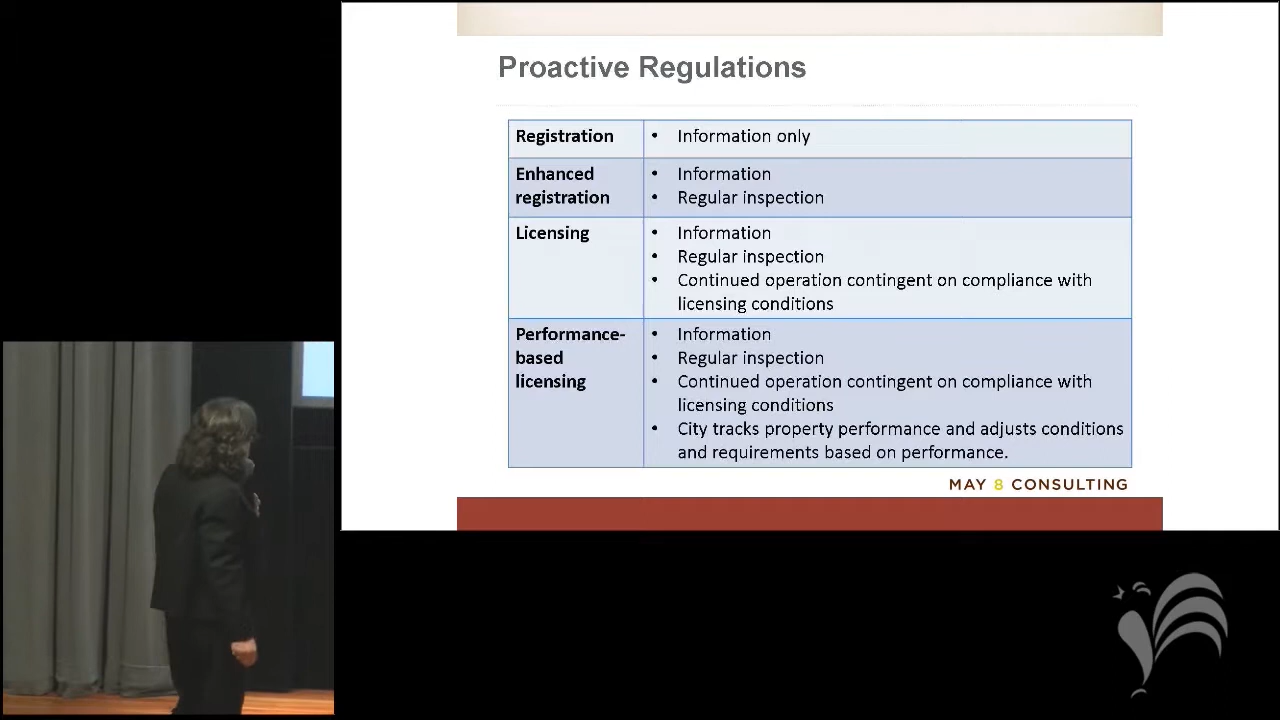 Proactive Regulations
Registration
• Information only
Enhanced
registration
• Information
• Regular inspection
Licensing
• Information
• Regular inspection
• Continued operation contingent on compliance with
licensing conditions
Performance-
based
licensing
• Information
• Regular inspection
• Continued operation contingent on compliance with
licensing conditions
• City tracks property performance and adjusts conditions
and requirements based on performance.
MAY 8 CONSULTING